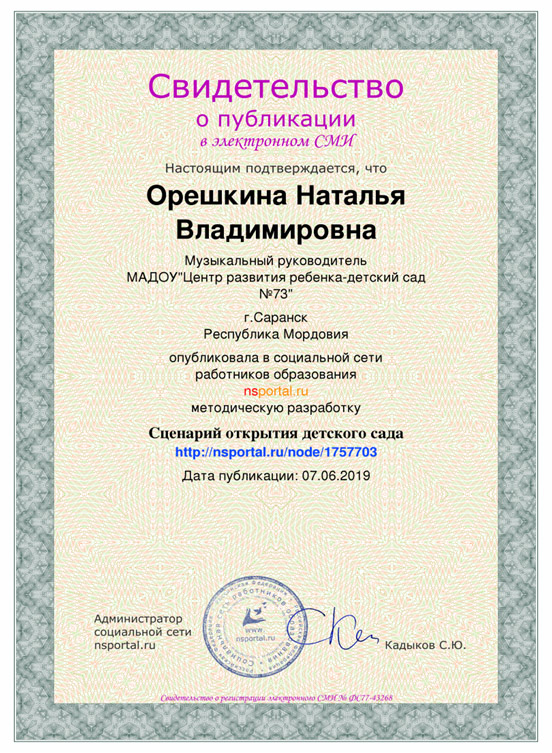 Свидетельство
о публикации
в электронном СМИ
Настоящим подтверждается, что
Орешкина Наталья
Владимировна
Музыкальный руководитель
МАДОУ"Центр развития ребенка-детский сад
№73"
г.Саранск
Республика Мордовия
опубликовала в социальной сети
работников образования
nsportal.ru
методическую разработку
Сценарий открытия детского сада
http://nsportal.ru/node/1757703
Дата публикации: 07.06.2019
Социальная сеть работников образования
www.
nsportal.ru
Администратор
социальной сети
nsportal.ru
Кадыков С.Ю.
Свидетельство о регистрации электронного СМИ № ФС77-43268